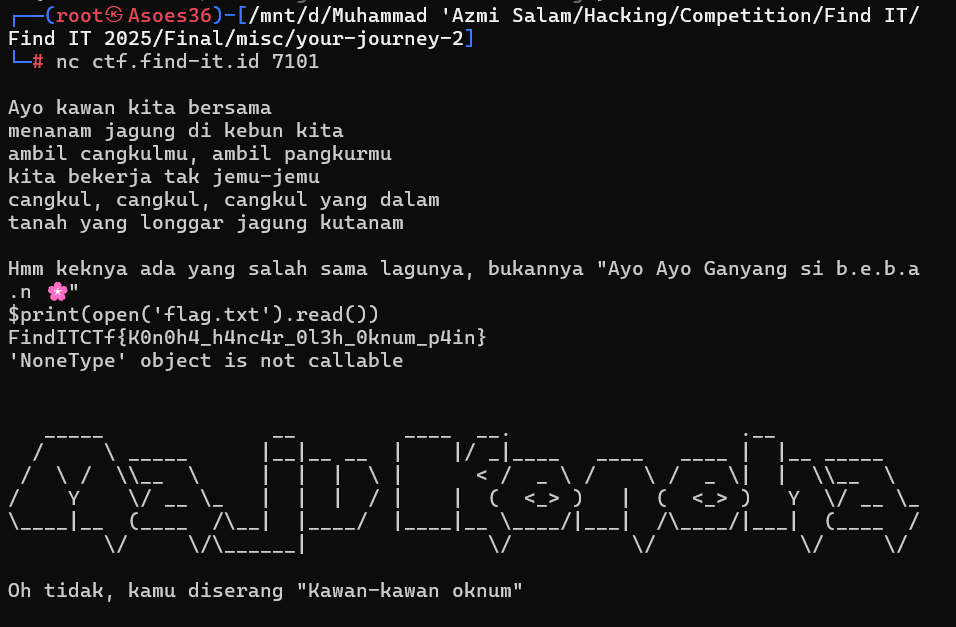 ┌──(root㉿Asoes36)-[/mnt/d/Muhammad 'Azmi Salam/Hacking/Competition/Find IT/
Find IT 2025/Final/misc/your-journey-2]
└─# nc ctf.find-it.id 7101
Ayo kawan kita bersama
menanam jagung di kebun kita
ambil cangkulmu, ambil pangkurmu
kita bekerja tak jemu-jemu
cangkul, cangkul, cangkul yang dalam
tanah yang longgar jagung kutanam
Hmm keknya ada yang salah sama lagunya, bukannya "Ayo Ayo Ganyang si b.e.b.a
.n 🌸"
$print(open('flag.txt').read())
FindITCTf{K0n0h4_h4nc4r_0l3h_0knum_p4in}
'NoneType' object is not callable
Maju Konoha
Oh tidak, kamu diserang "Kawan-kawan oknum"